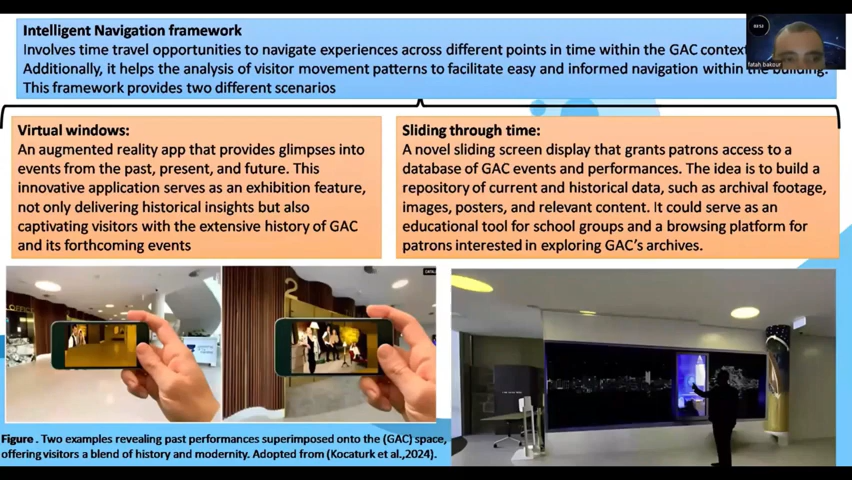 Intelligent Navigation framework
Involves time travel opportunities to navigate experiences across different points in time within the GAC context.
Additionally, it helps the analysis of visitor movement patterns to facilitate easy and informed navigation within the building.
This framework provides two different scenarios
03:53
fatah bakour
Virtual windows:
An augmented reality app that provides glimpses into
events from the past, present, and future. This
innovative application serves as an exhibition feature,
not only delivering historical insights but also
captivating visitors with the extensive history of GAC
and its forthcoming events
Sliding through time:
A novel sliding screen display that grants patrons access to a
database of GAC events and performances. The idea is to build a
repository of current and historical data, such as archival footage,
images, posters, and relevant content. It could serve as an
educational tool for school groups and a browsing platform for
patrons interested in exploring GAC's archives.
2
Figure . Two examples revealing past performances superimposed onto the (GAC) space,
offering visitors a blend of history and modernity. Adopted from (Kocaturk et al.,2024).